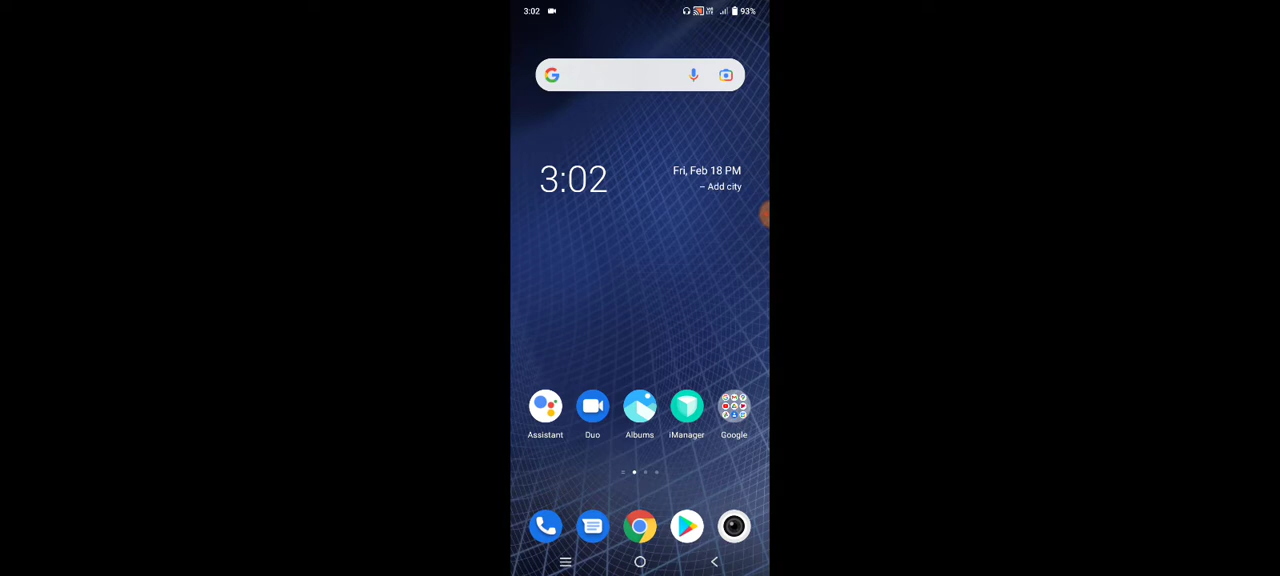 3:02
93%
3:02
Fri, Feb 18 PM
– Add city
Assistant
Duo
Albums
iManager
Google